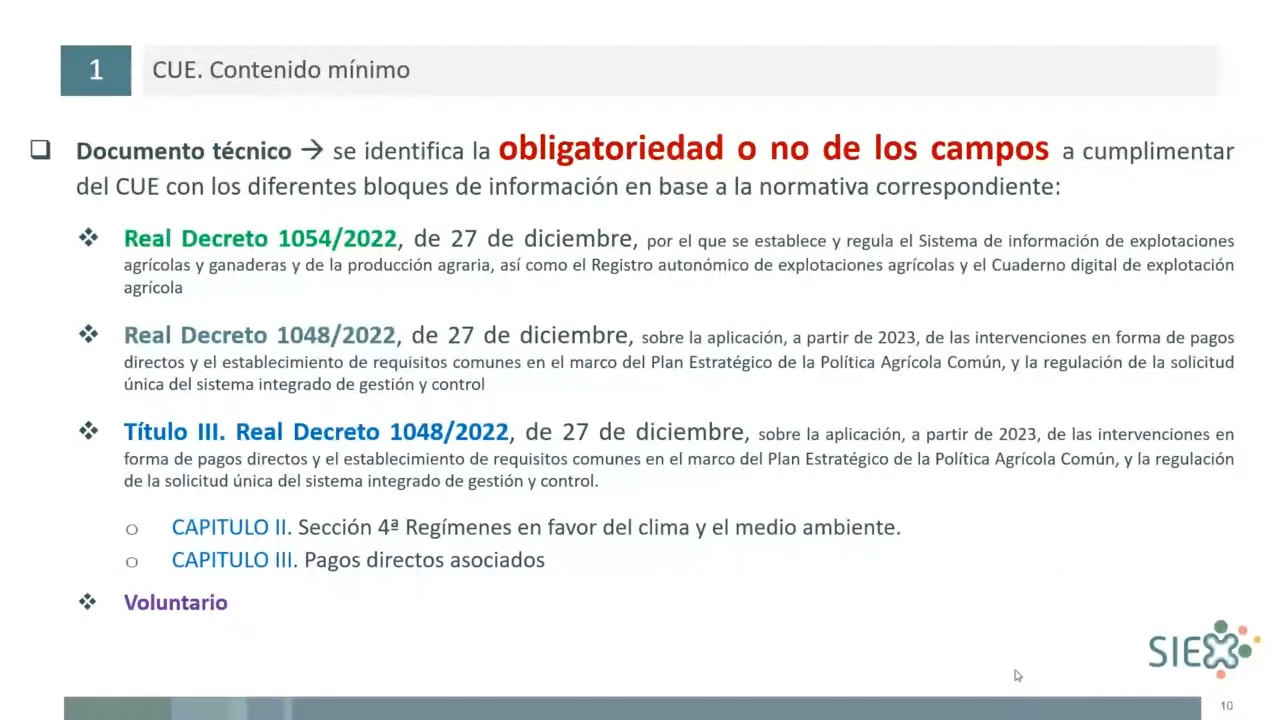 1
CUE. Contenido mínimo
❑ Documento técnico → se identifica la obligatoriedad o no de los campos a cumplimentar
del CUE con los diferentes bloques de información en base a la normativa correspondiente:
❖ Real Decreto 1054/2022, de 27 de diciembre, por el que se establece y regula el Sistema de información de explotaciones
agrícolas y ganaderas y de la producción agraria, así como el Registro autonómico de explotaciones agrícolas y el Cuaderno digital de explotación
agrícola
❖ Real Decreto 1048/2022, de 27 de diciembre, sobre la aplicación, a partir de 2023, de las intervenciones en forma de pagos
directos y el establecimiento de requisitos comunes en el marco del Plan Estratégico de la Política Agrícola Común, y la regulación de la solicitud
única del sistema integrado de gestión y control
❖ Título III. Real Decreto 1048/2022, de 27 de diciembre, sobre la aplicación, a partir de 2023, de las intervenciones en
forma de pagos directos y el establecimiento de requisitos comunes en el marco del Plan Estratégico de la Política Agrícola Común, y la regulación
de la solicitud única del sistema integrado de gestión y control.
o CAPITULO II. Sección 4ª Regímenes en favor del clima y el medio ambiente.
o CAPITULO III. Pagos directos asociados
❖ Voluntario
SIEX
10